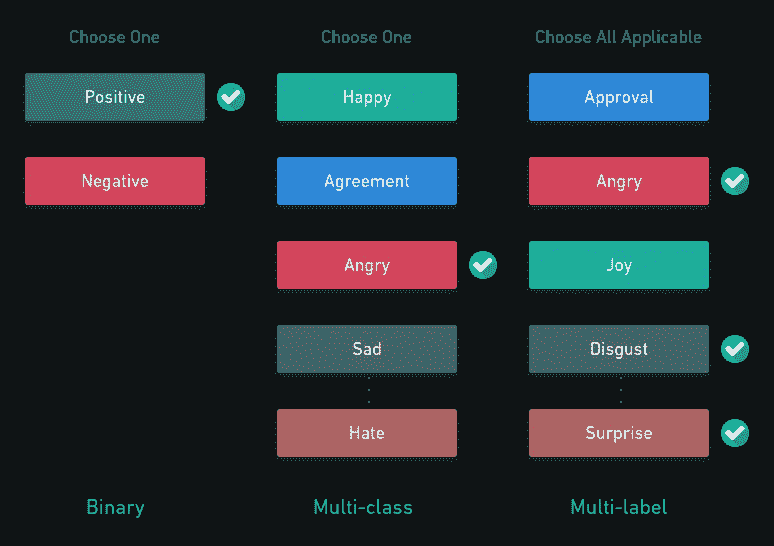 Choose One
Positive
Negative
Binary
Choose One
Happy
Agreement
Angry
Sad
Hate
Multi-class
Choose All Applicable
Approval
Angry
Joy
Disgust
Surprise
Multi-label